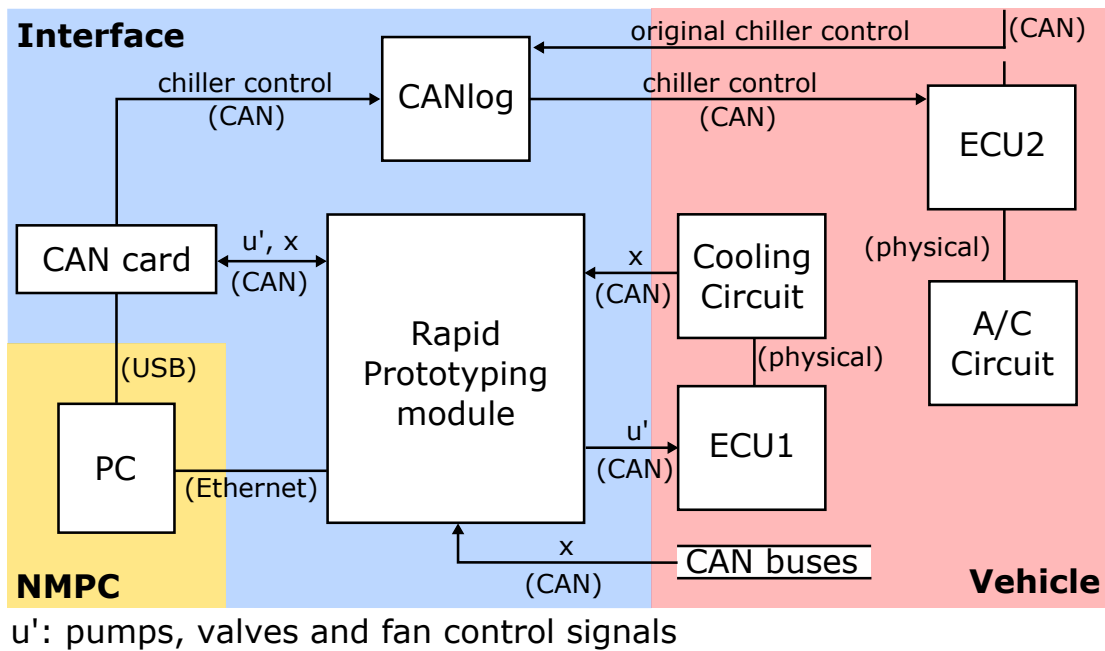 Interface
original chiller control
(CAN)
chiller control
(CAN)
CANlog
chiller control
(CAN)
ECU2
CAN card
u', x
(CAN)
Rapid
Prototyping
module
x
(CAN)
Cooling
Circuit
(physical)
A/C
Circuit
(physical)
(USB)
PC
(Ethernet)
u'
(CAN)
ECU1
x
(CAN)
CAN buses
NMPC
Vehicle
u': pumps, valves and fan control signals